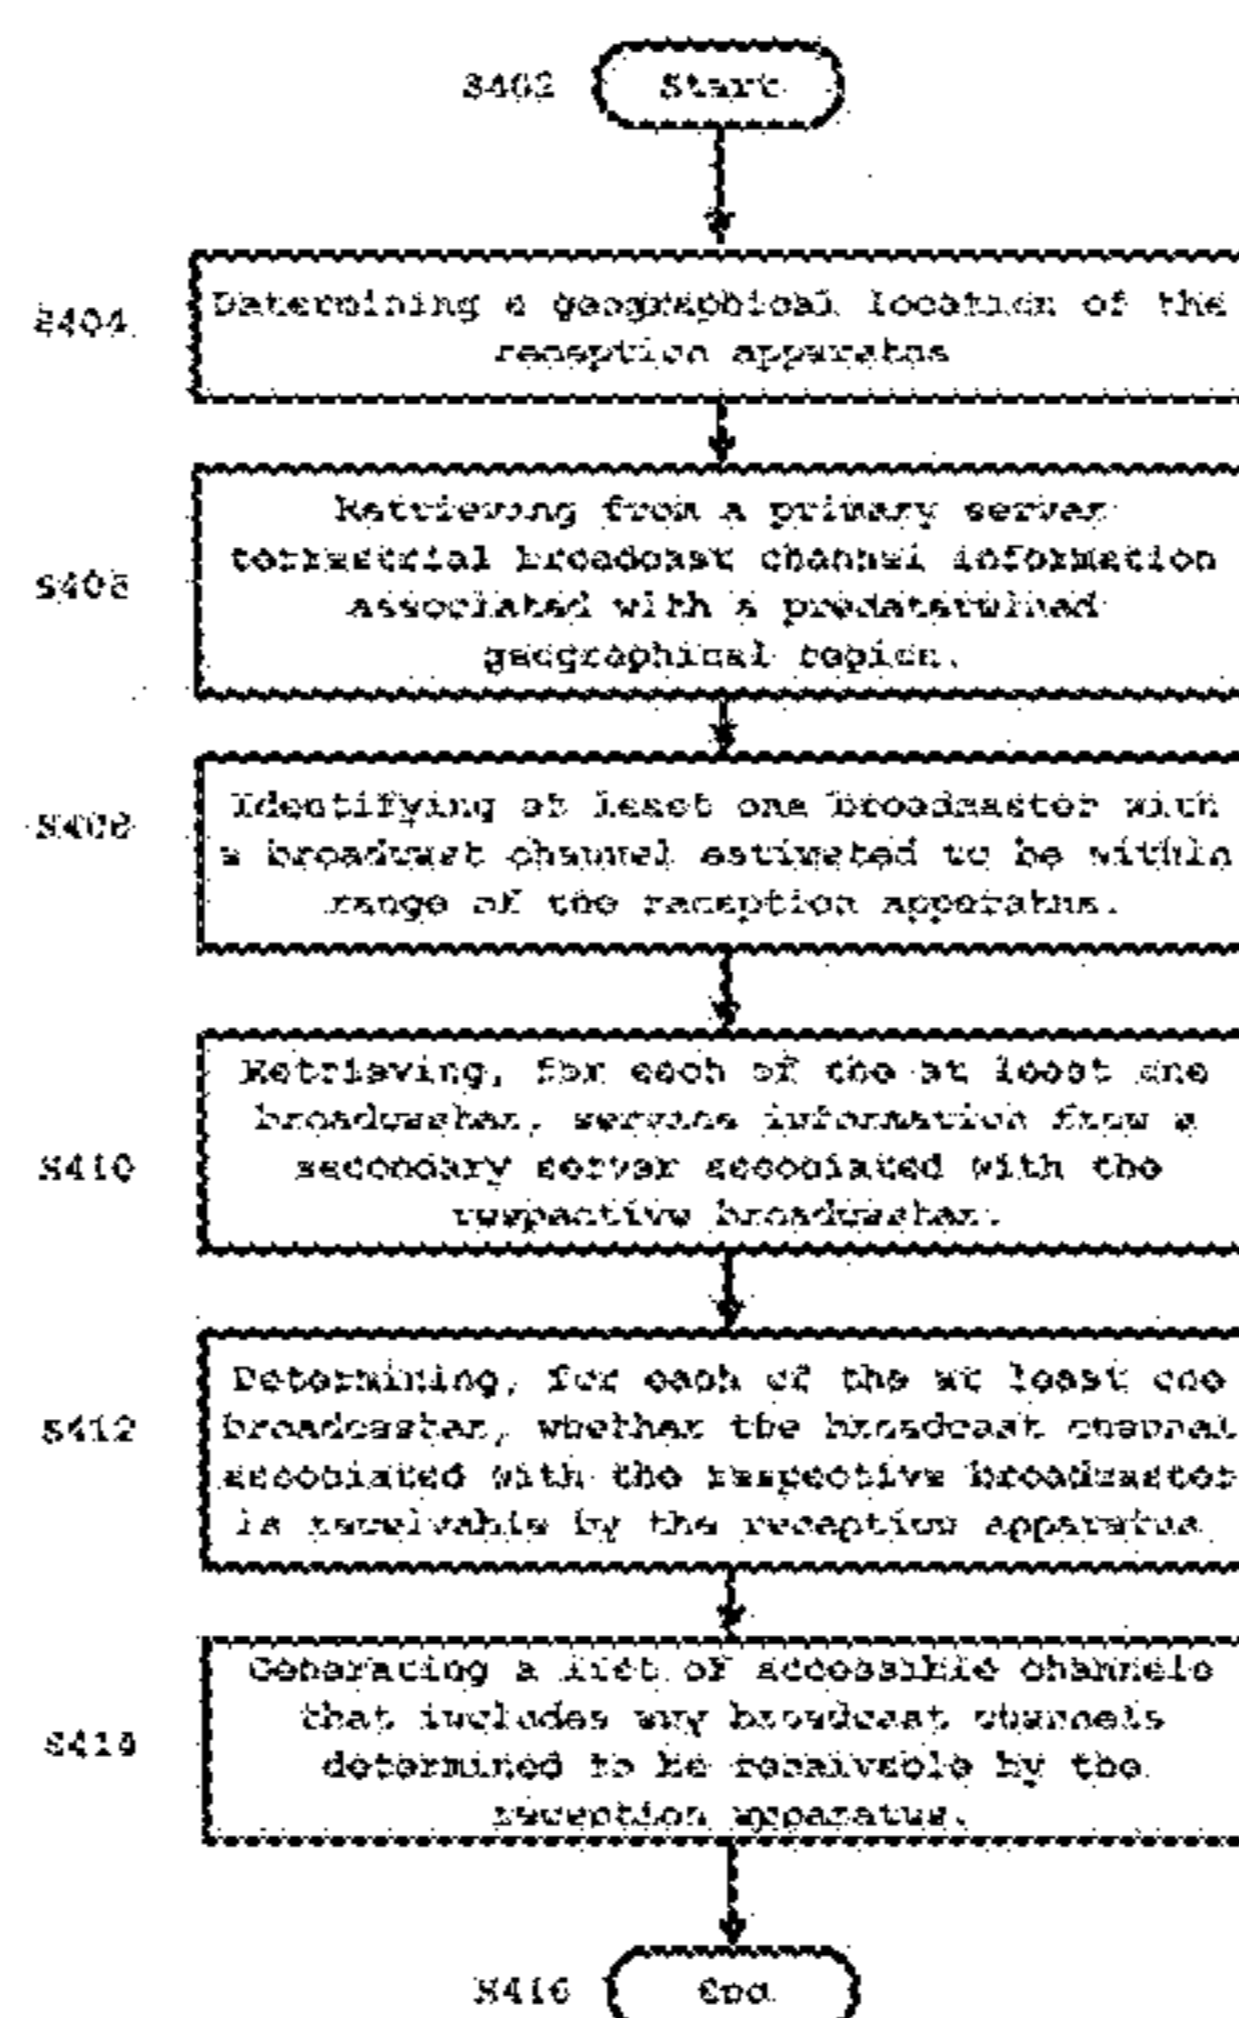 S402 Start
S404 Determining a geographical location of the
reception apparatus
S406 Retrieving from a primary server
terrestrial broadcast channel information
associated with a predetermined
geographical region.
S408 Identifying at least one broadcaster with
a broadcast channel estimated to be within
range of the reception apparatus.
S410 Retrieving, for each of the at least one
broadcaster, service information from a
secondary server associated with the
respective broadcaster.
S412 Determining, for each of the at least one
broadcaster, whether the broadcast channel
associated with the respective broadcaster
is receivable by the reception apparatus
S414 Generating a list of accessible channels
that includes any broadcast channels
determined to be receivable by the
reception apparatus.
S416 End